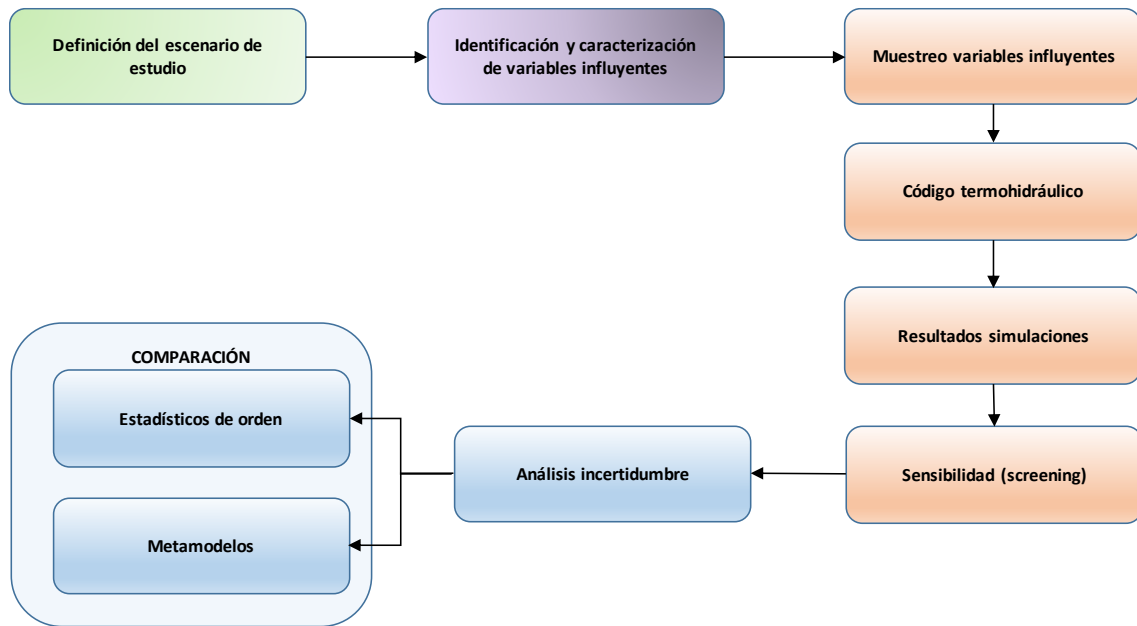 Definición del escenario de
estudio
Identificación y caracterización
de variables influyentes
Muestreo variables influyentes
Código termohidráulico
Resultados simulaciones
Sensibilidad (screening)
Análisis incertidumbre
COMPARACIÓN
Estadísticos de orden
Metamodelos